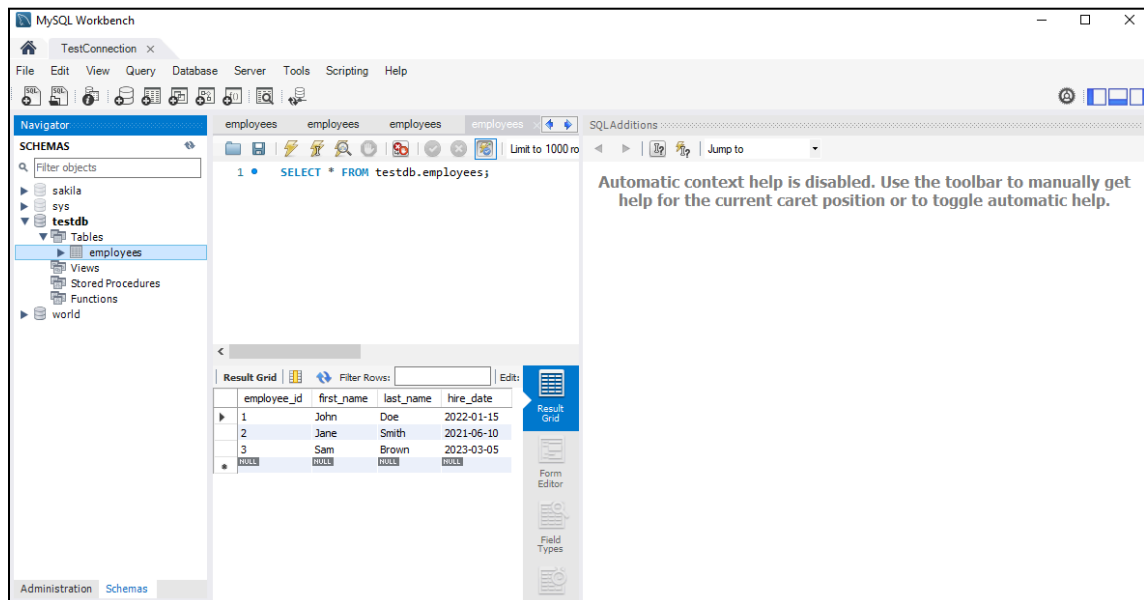 MySQL Workbench
TestConnection
File Edit View Query Database Server Tools Scripting Help
Navigator
SCHEMAS
Filter objects
sakila
sys
testdb
Tables
employees
Views
Stored Procedures
Functions
world
Administration Schemas
employees employees employees employees
Limit to 1000 ro
1 SELECT * FROM testdb.employees;
Result Grid Filter Rows: Edit:
employee_id first_name last_name hire_date
1 John Doe 2022-01-15
2 Jane Smith 2021-06-10
3 Sam Brown 2023-03-05
NULL NULL NULL NULL
Result
Grid
Form
Editor
Field
Types
SQLAdditions
Jump to
Automatic context help is disabled. Use the toolbar to manually get
help for the current caret position or to toggle automatic help.